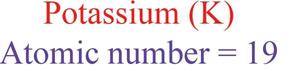 Potassium (K)
Atomic number = 19